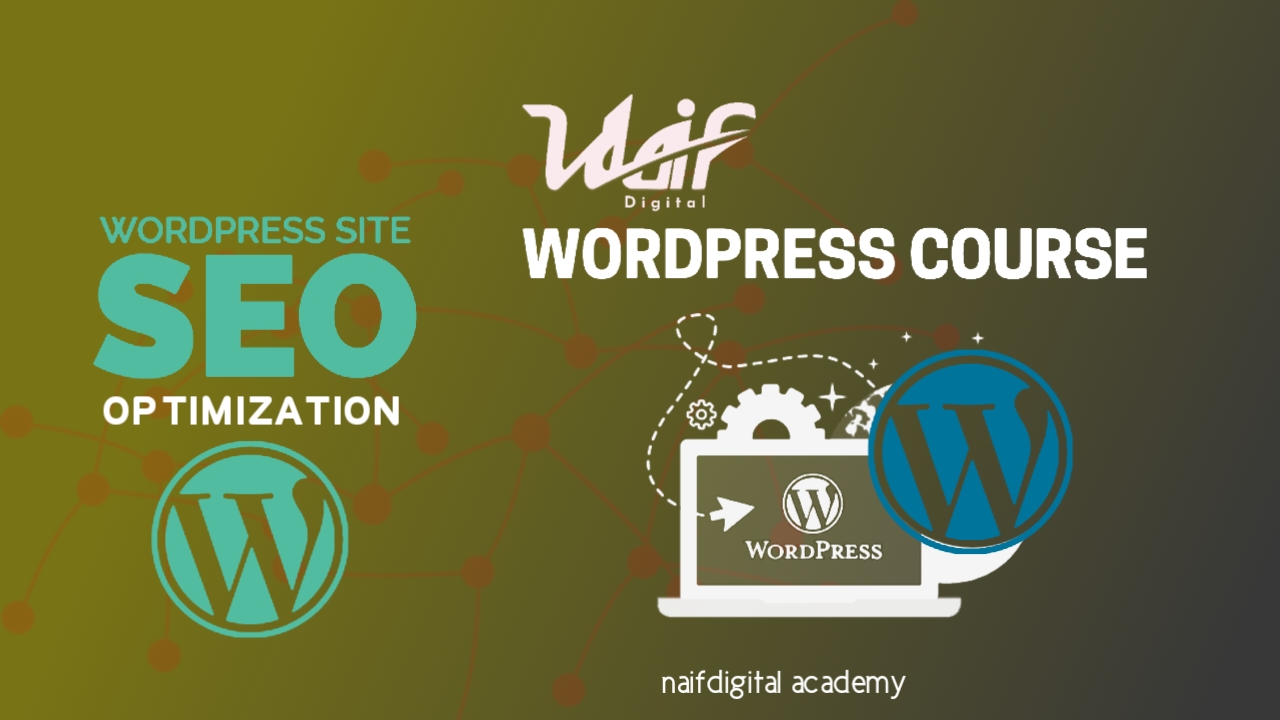 WORDPRESS SITE
SEO
OPTIMIZATION
Naif
Digital
WORDPRESS COURSE
WORDPRESS
naifdigital academy